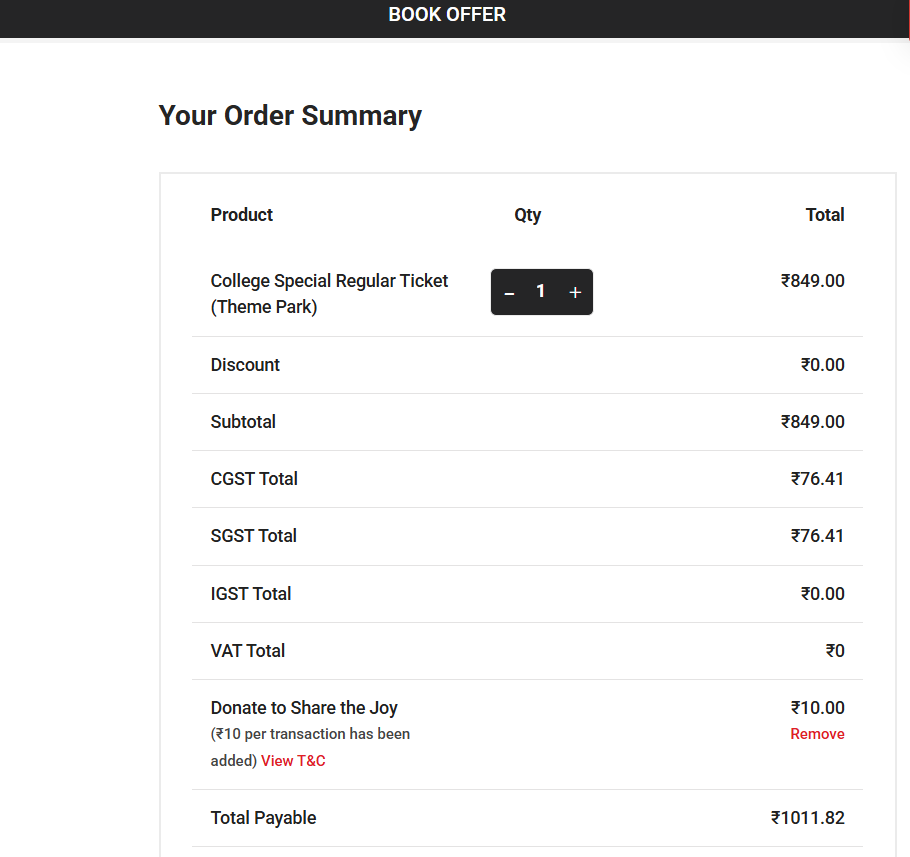 BOOK OFFER
Your Order Summary
Product Qty Total
College Special Regular Ticket
(Theme Park) – 1 + ₹849.00
Discount ₹0.00
Subtotal ₹849.00
CGST Total ₹76.41
SGST Total ₹76.41
IGST Total ₹0.00
VAT Total ₹0
Donate to Share the Joy ₹10.00
(₹10 per transaction has been Remove
added) View T&C
Total Payable ₹1011.82